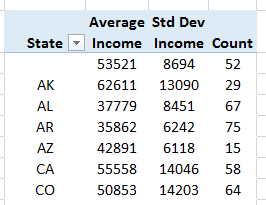 Average Std Dev
State Income Income Count
53521 8694 52
AK 62611 13090 29
AL 37779 8451 67
AR 35862 6242 75
AZ 42891 6118 15
CA 55558 14046 58
CO 50853 14203 64